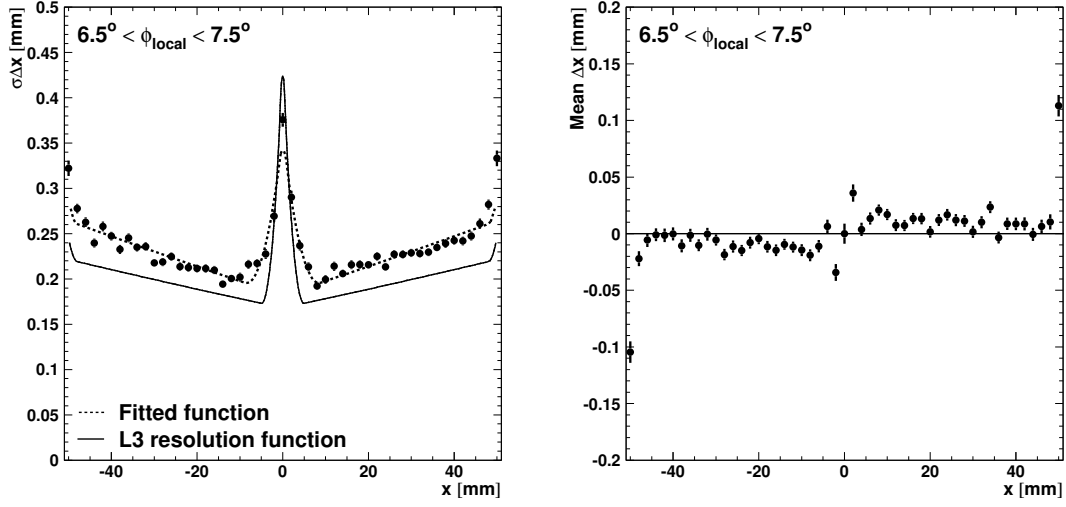 σΔx [mm]
6.5° < ϕlocal < 7.5°
0.5
0.45
0.4
0.35
0.3
0.25
0.2
0.15
0.1
0.05
0
Fitted function
L3 resolution function
-40 -20 0 20 40
x [mm]
Mean Δx [mm]
6.5° < ϕlocal < 7.5°
0.2
0.15
0.1
0.05
0
-0.05
-0.1
-0.15
-0.2
-40 -20 0 20 40
x [mm]